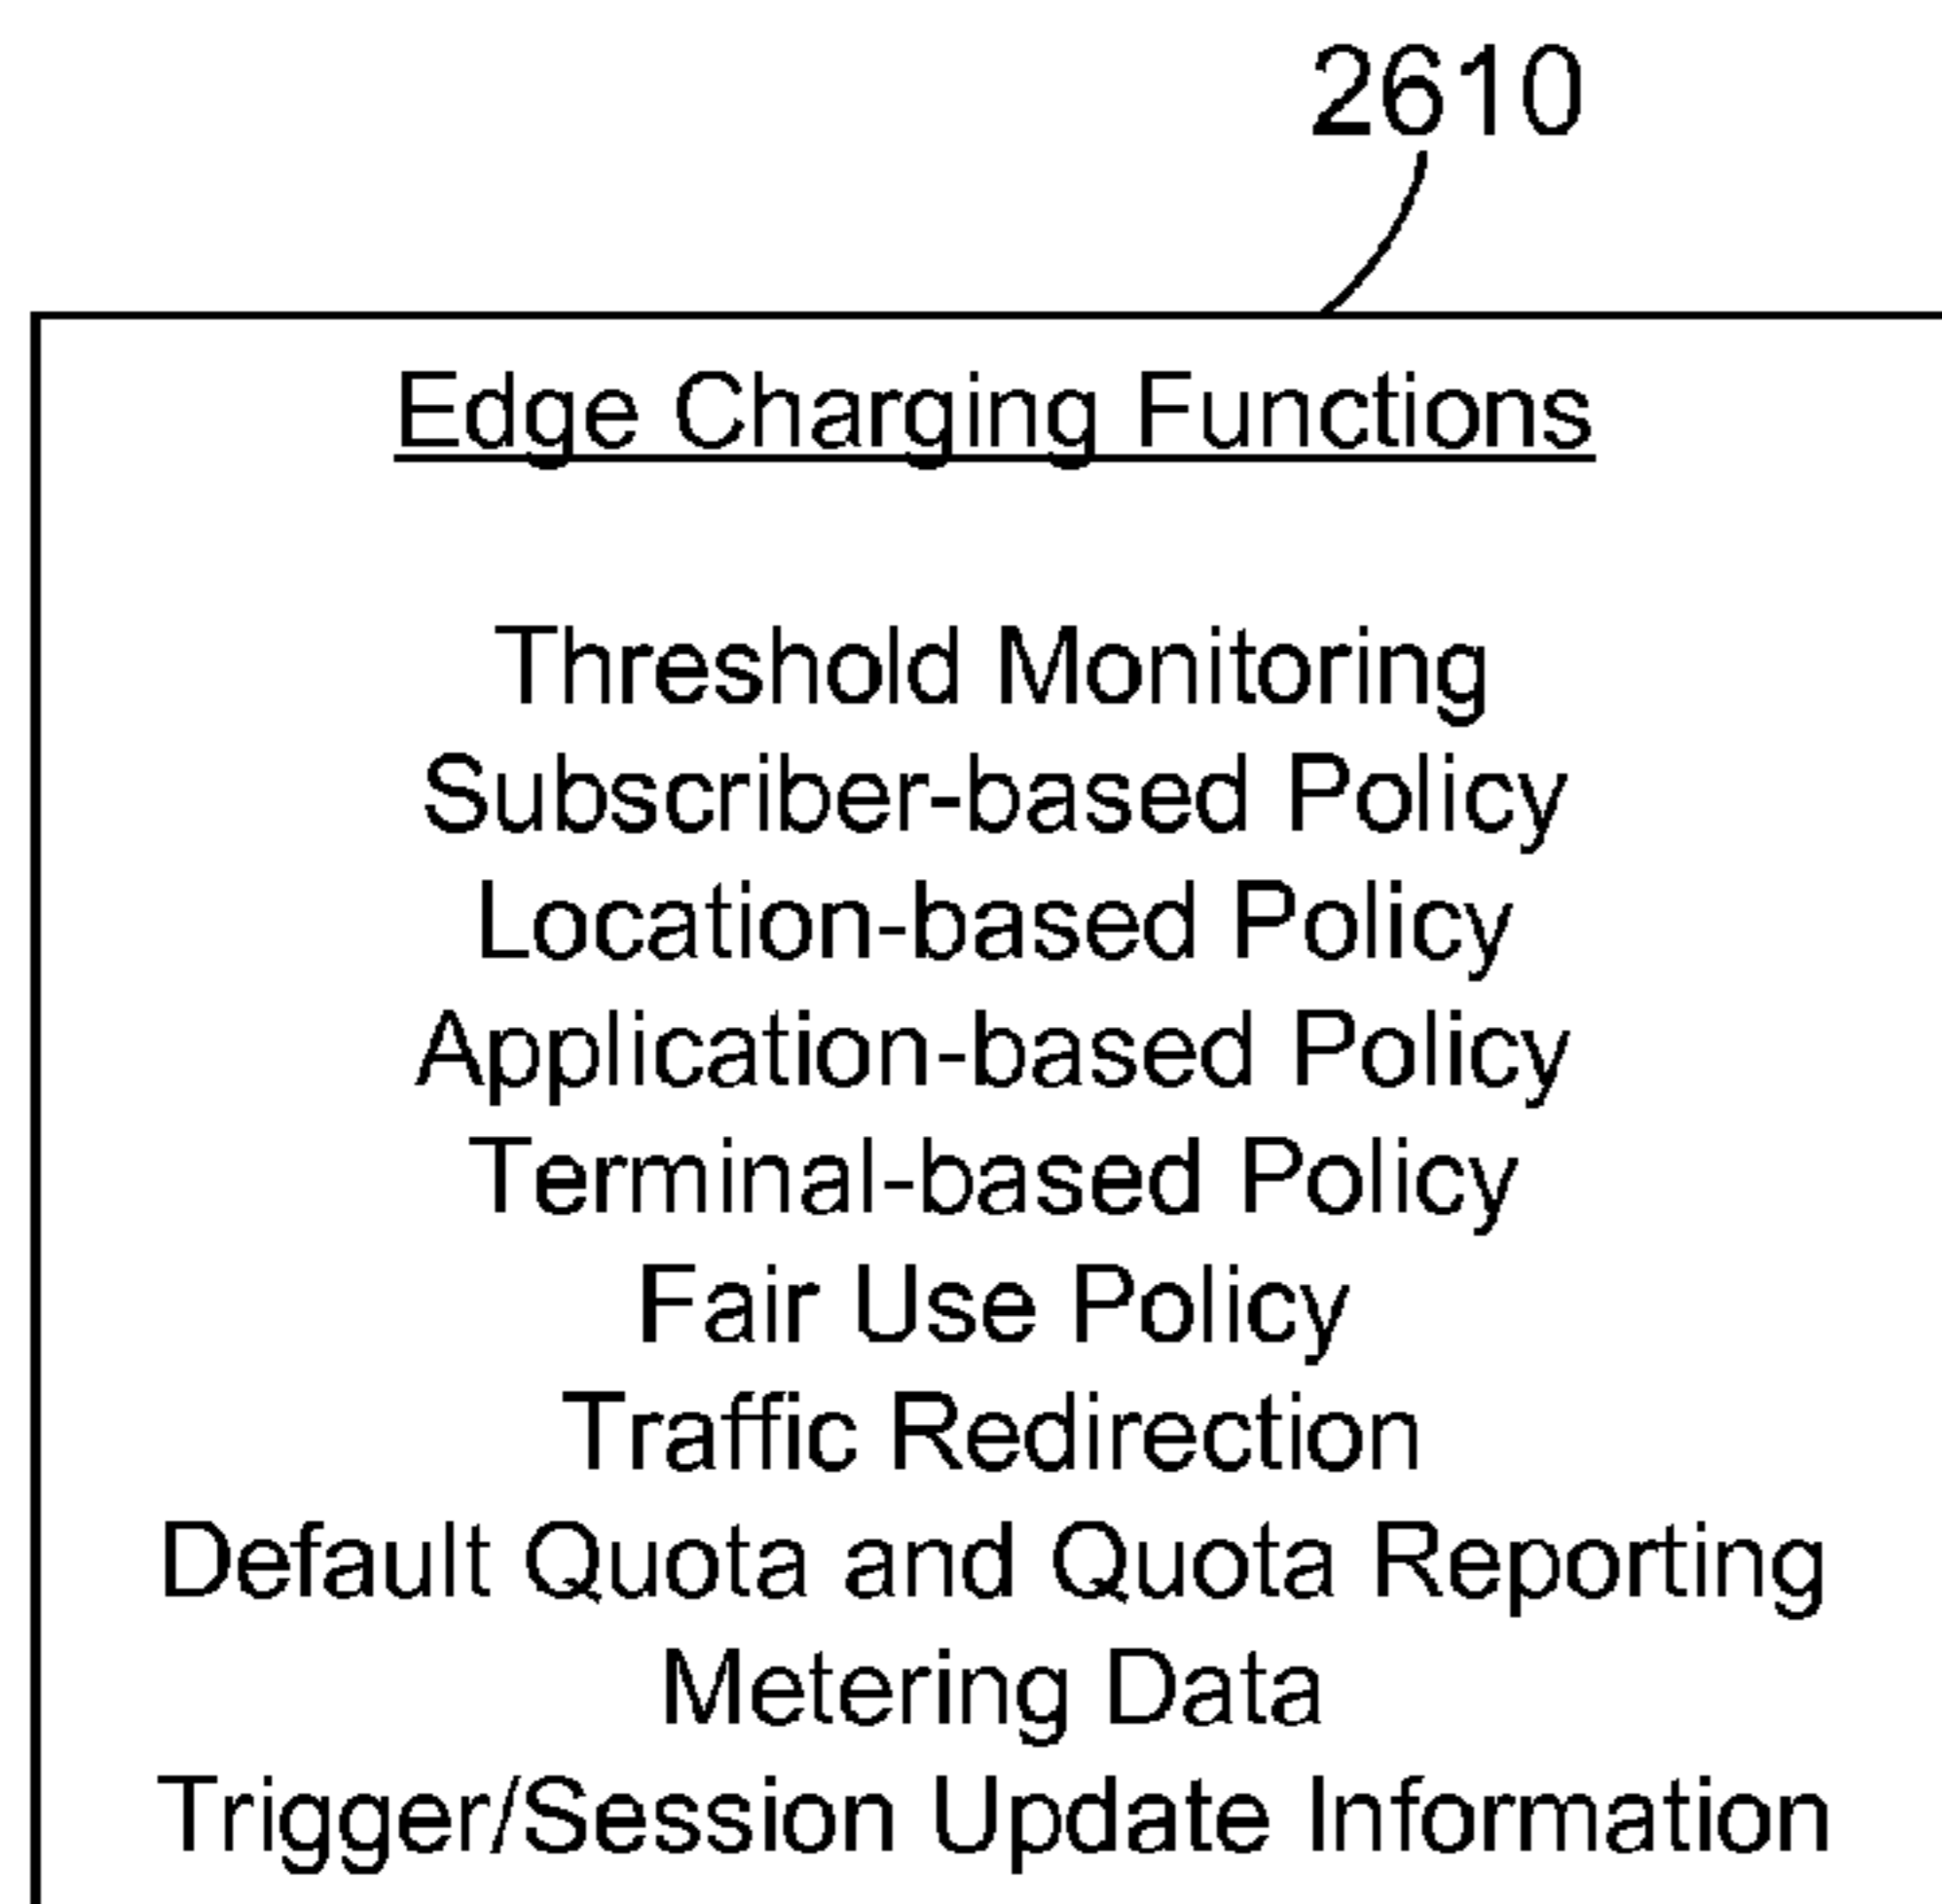 2610
Edge Charging Functions
Threshold Monitoring
Subscriber-based Policy
Location-based Policy
Application-based Policy
Terminal-based Policy
Fair Use Policy
Traffic Redirection
Default Quota and Quota Reporting
Metering Data
Trigger/Session Update Information